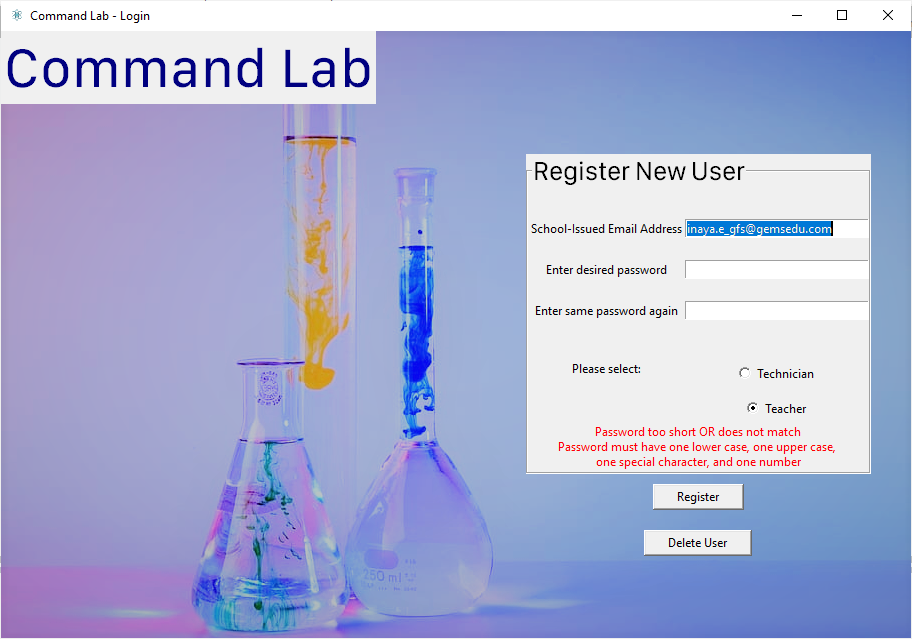 Command Lab - Login
Command Lab
Register New User
School-Issued Email Address inaya.e_gfs@gemsedu.com
Enter desired password
Enter same password again
Please select:
Technician
Teacher
Password too short OR does not match
Password must have one lower case, one upper case,
one special character, and one number
Register
Delete User
250 ml